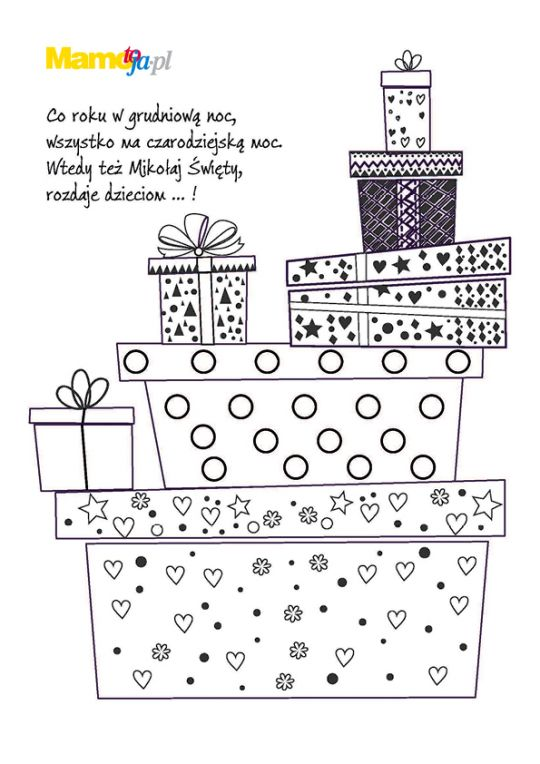 Mamotoja.pl
Co roku w grudniową noc,
wszystko ma czarodziejską moc.
Wtedy też Mikołaj Święty,
rozdaje dzieciom ... !